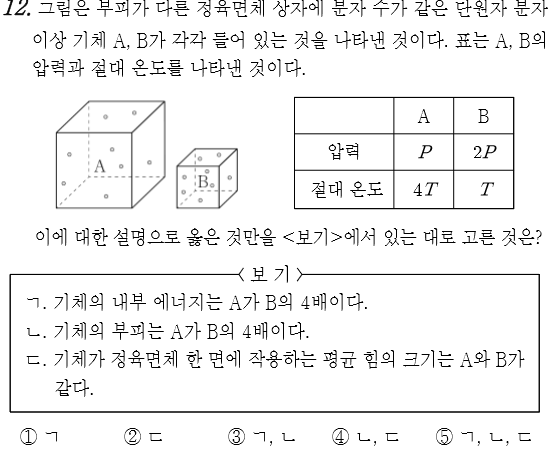 12. 그림은 부피가 다른 정육면체 상자에 분자 수가 같은 단원자 분자
이상 기체 A, B가 각각 들어 있는 것을 나타낸 것이다. 표는 A, B의
압력과 절대 온도를 나타낸 것이다.
A
B
A B
압력 P 2P
절대 온도 4T T
이에 대한 설명으로 옳은 것만을 <보기>에서 있는 대로 고른 것은?
< 보 기 >
ㄱ. 기체의 내부 에너지는 A가 B의 4배이다.
ㄴ. 기체의 부피는 A가 B의 4배이다.
ㄷ. 기체가 정육면체 한 면에 작용하는 평균 힘의 크기는 A와 B가
같다.
① ㄱ ② ㄷ ③ ㄱ, ㄴ ④ ㄴ, ㄷ ⑤ ㄱ, ㄴ, ㄷ